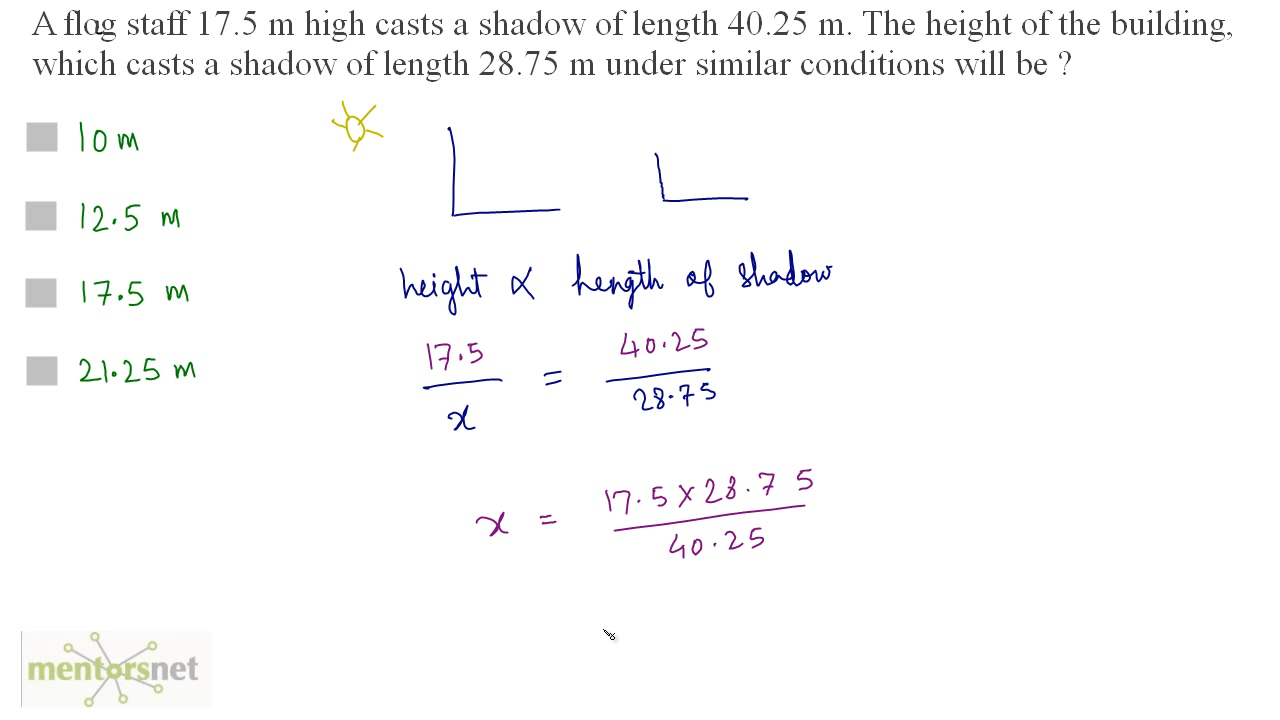 A flag staff 17.5 m high casts a shadow of length 40.25 m. The height of the building,
which casts a shadow of length 28.75 m under similar conditions will be ?
10 m
12.5 m
17.5 m
21.25 m
height ∝ hength of shadow
17.5 / x = 40.25 / 28.75
x = 17.5 × 28.75 / 40.25
mentorsnet